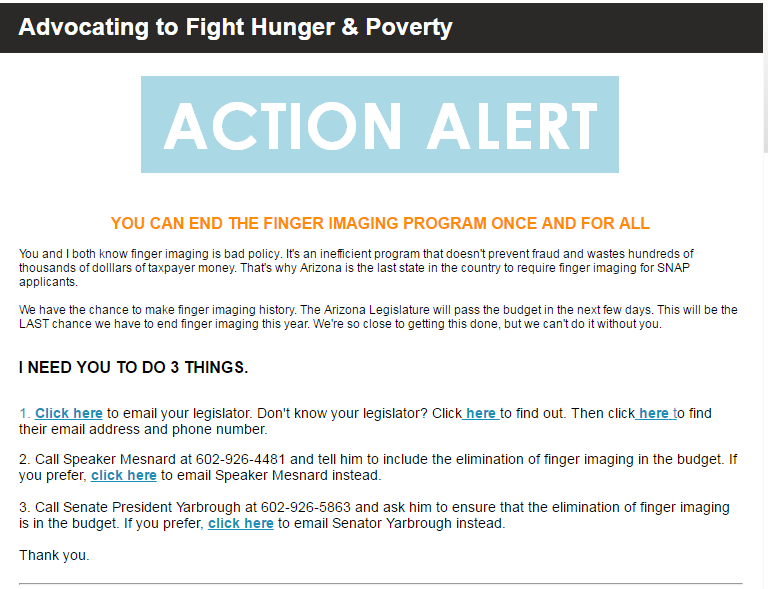 Advocating to Fight Hunger & Poverty
ACTION ALERT
YOU CAN END THE FINGER IMAGING PROGRAM ONCE AND FOR ALL
You and I both know finger imaging is bad policy. It's an inefficient program that doesn't prevent fraud and wastes hundreds of
thousands of dolllars of taxpayer money. That's why Arizona is the last state in the country to require finger imaging for SNAP
applicants.
We have the chance to make finger imaging history. The Arizona Legislature will pass the budget in the next few days. This will be the
LAST chance we have to end finger imaging this year. We're so close to getting this done, but we can't do it without you.
I NEED YOU TO DO 3 THINGS.
1. Click here to email your legislator. Don't know your legislator? Click here to find out. Then click here to find
their email address and phone number.
2. Call Speaker Mesnard at 602-926-4481 and tell him to include the elimination of finger imaging in the budget. If
you prefer, click here to email Speaker Mesnard instead.
3. Call Senate President Yarbrough at 602-926-5863 and ask him to ensure that the elimination of finger imaging
is in the budget. If you prefer, click here to email Senator Yarbrough instead.
Thank you.